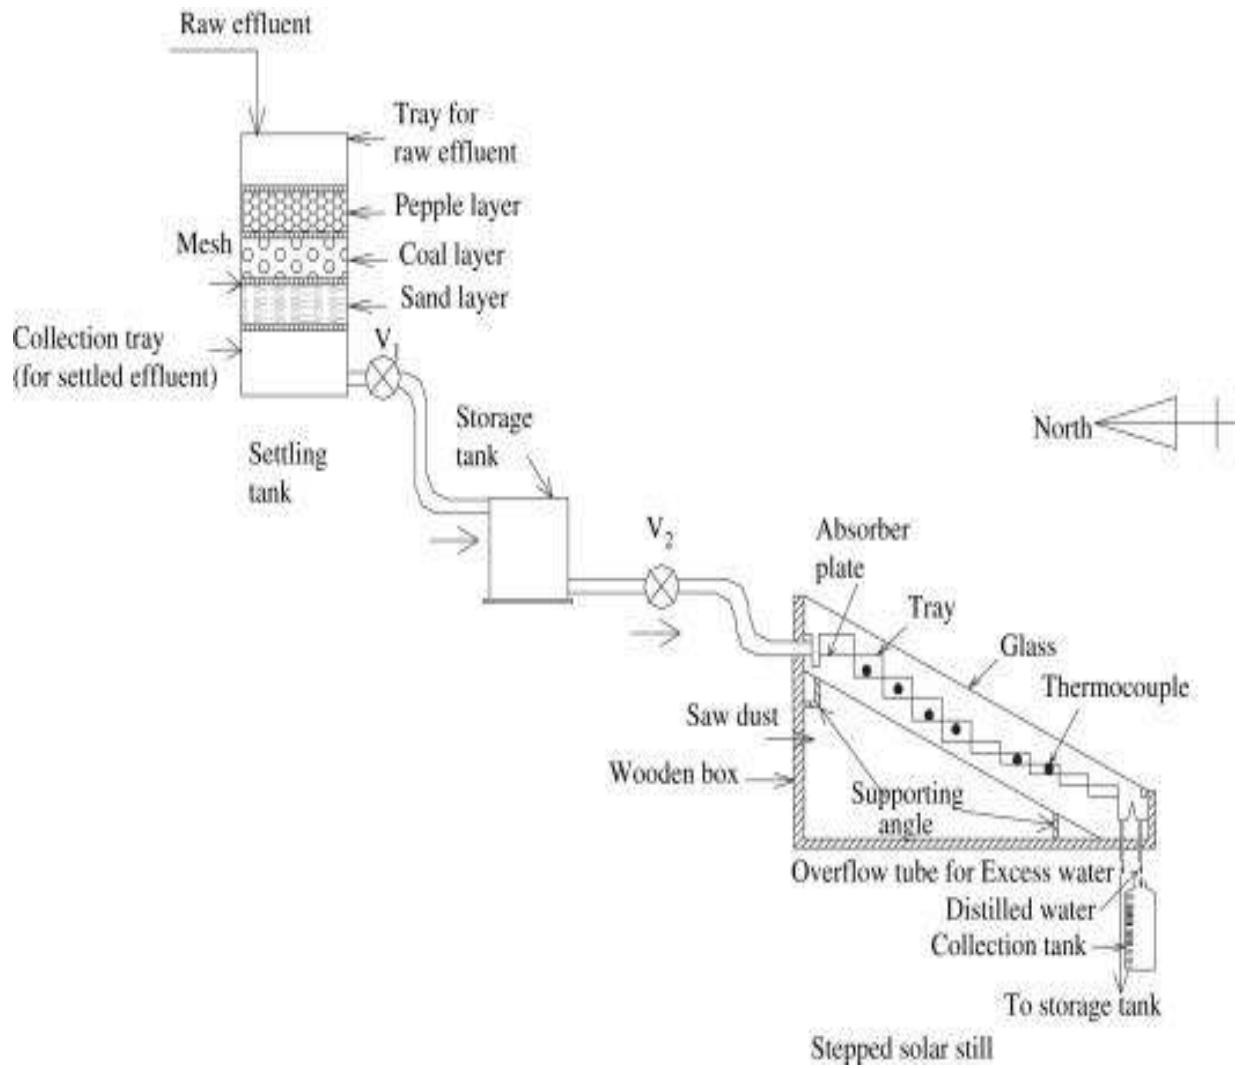 Raw effluent
Tray for
raw effluent
Pepple layer
Mesh
Coal layer
Sand layer
Collection tray
(for settled effluent)
V1
Settling
tank
Storage
tank
North
V2
Absorber
plate
Tray
Glass
Thermocouple
Saw dust
Wooden box
Supporting
angle
Overflow tube for Excess water
Distilled water
Collection tank
To storage tank
Stepped solar still